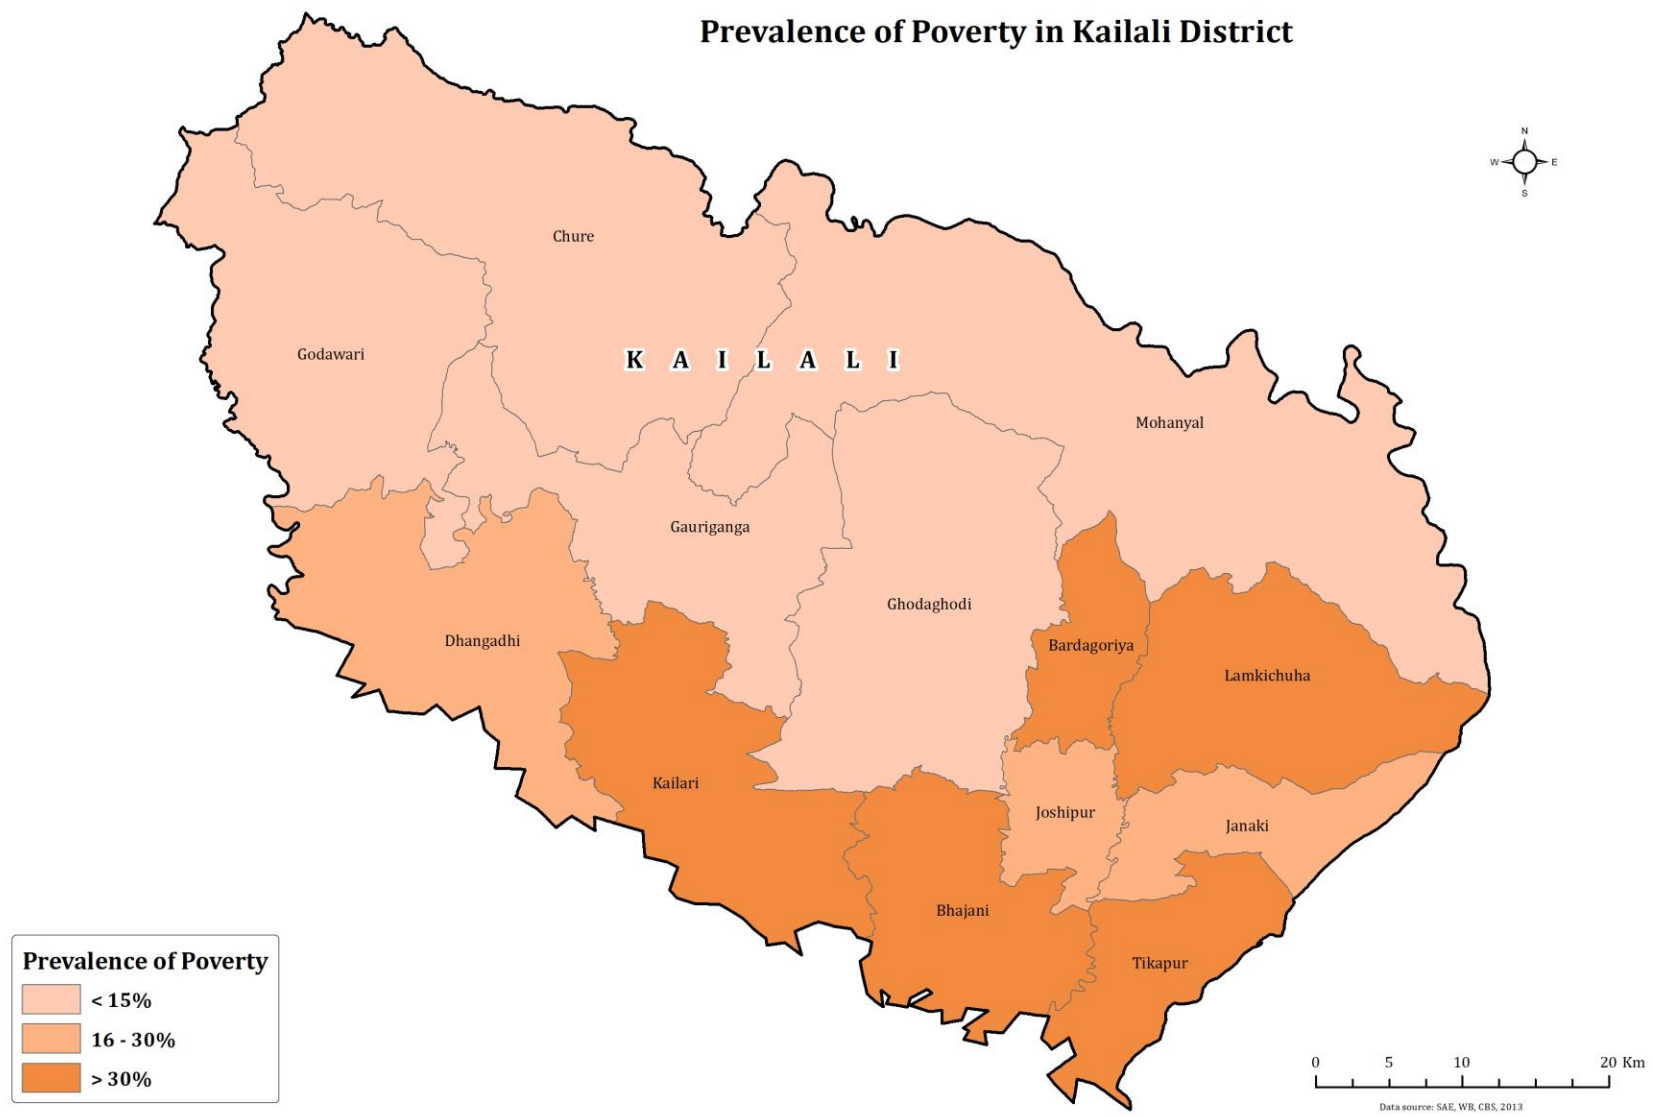 Prevalence of Poverty in Kailali District
N
W E
S
Chure
Godawari
K A I L A L I
Mohanyal
Gauriganga
Ghodaghodi
Dhangadhi
Bardagoriya
Lamkichuha
Kailari
Joshipur
Janaki
Bhajani
Tikapur
Prevalence of Poverty
< 15%
16 - 30%
> 30%
0 5 10 20 Km
Data source: SAE, WB, CBS, 2013